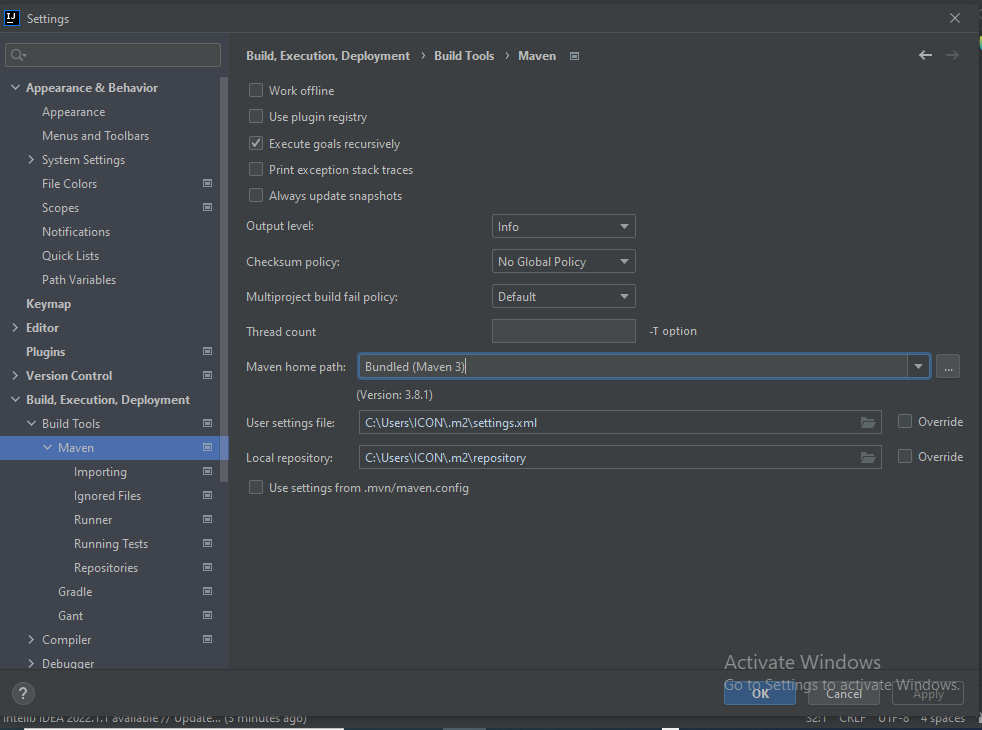 Settings
Appearance & Behavior
Appearance
Menus and Toolbars
System Settings
File Colors
Scopes
Notifications
Quick Lists
Path Variables
Keymap
Editor
Plugins
Version Control
Build, Execution, Deployment
Build Tools
Maven
Importing
Ignored Files
Runner
Running Tests
Repositories
Gradle
Gant
Compiler
Debugger
?
Build, Execution, Deployment › Build Tools › Maven
Work offline
Use plugin registry
Execute goals recursively
Print exception stack traces
Always update snapshots
Output level: Info
Checksum policy: No Global Policy
Multiproject build fail policy: Default
Thread count -T option
Maven home path: Bundled (Maven 3) ...
(Version: 3.8.1)
User settings file: C:\Users\ICON\.m2\settings.xml Override
Local repository: C:\Users\ICON\.m2\repository Override
Use settings from .mvn/maven.config
Activate Windows
Go to Settings to activate Windows.
OK Cancel Apply
IntelliJ IDEA 2022.1.1 available // Update... (3 minutes ago) 32:1 CRLF UTF-8 4 spaces